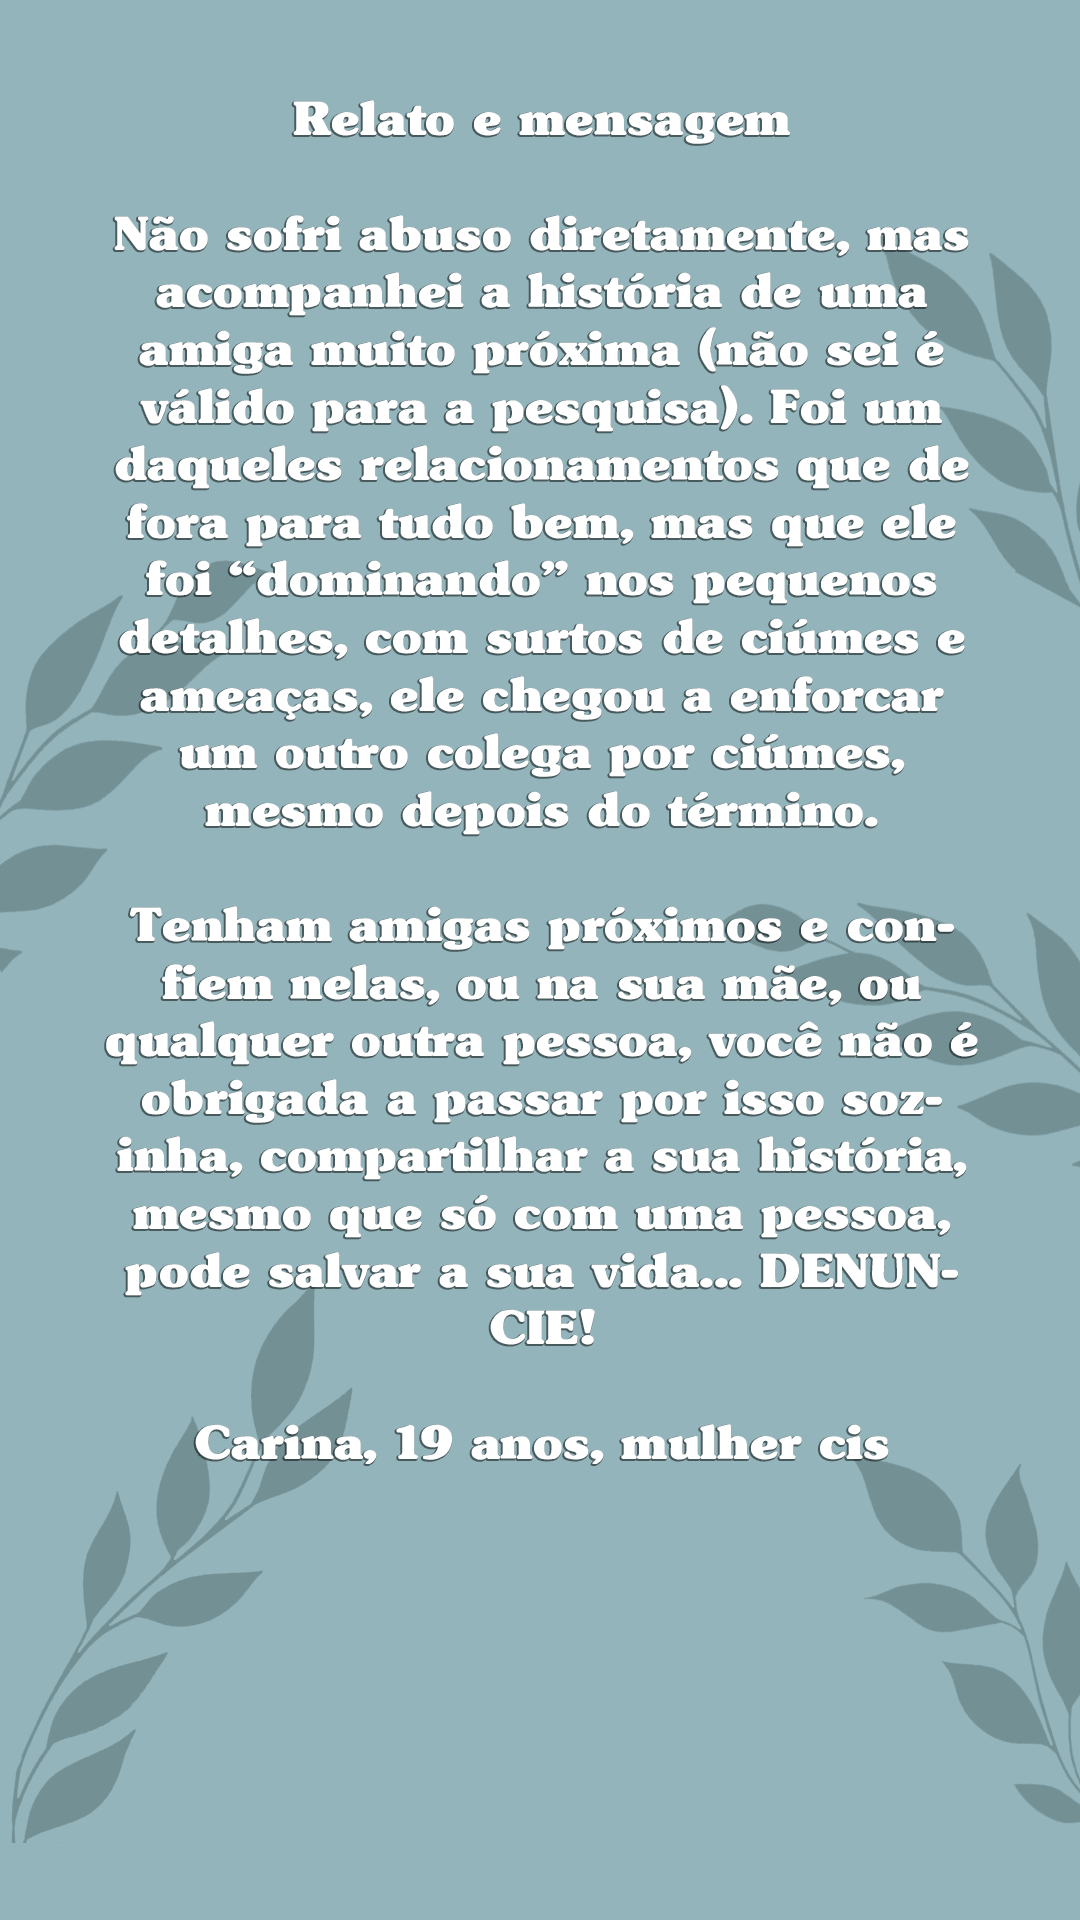 Relato e mensagem
Não sofri abuso diretamente, mas
acompanhei a história de uma
amiga muito próxima (não sei é
válido para a pesquisa). Foi um
daqueles relacionamentos que de
fora para tudo bem, mas que ele
foi “dominando” nos pequenos
detalhes, com surtos de ciúmes e
ameaças, ele chegou a enforcar
um outro colega por ciúmes,
mesmo depois do término.
Tenham amigas próximos e con-
fiem nelas, ou na sua mãe, ou
qualquer outra pessoa, você não é
obrigada a passar por isso soz-
inha, compartilhar a sua história,
mesmo que só com uma pessoa,
pode salvar a sua vida... DENUN-
CIE!
Carina, 19 anos, mulher cis